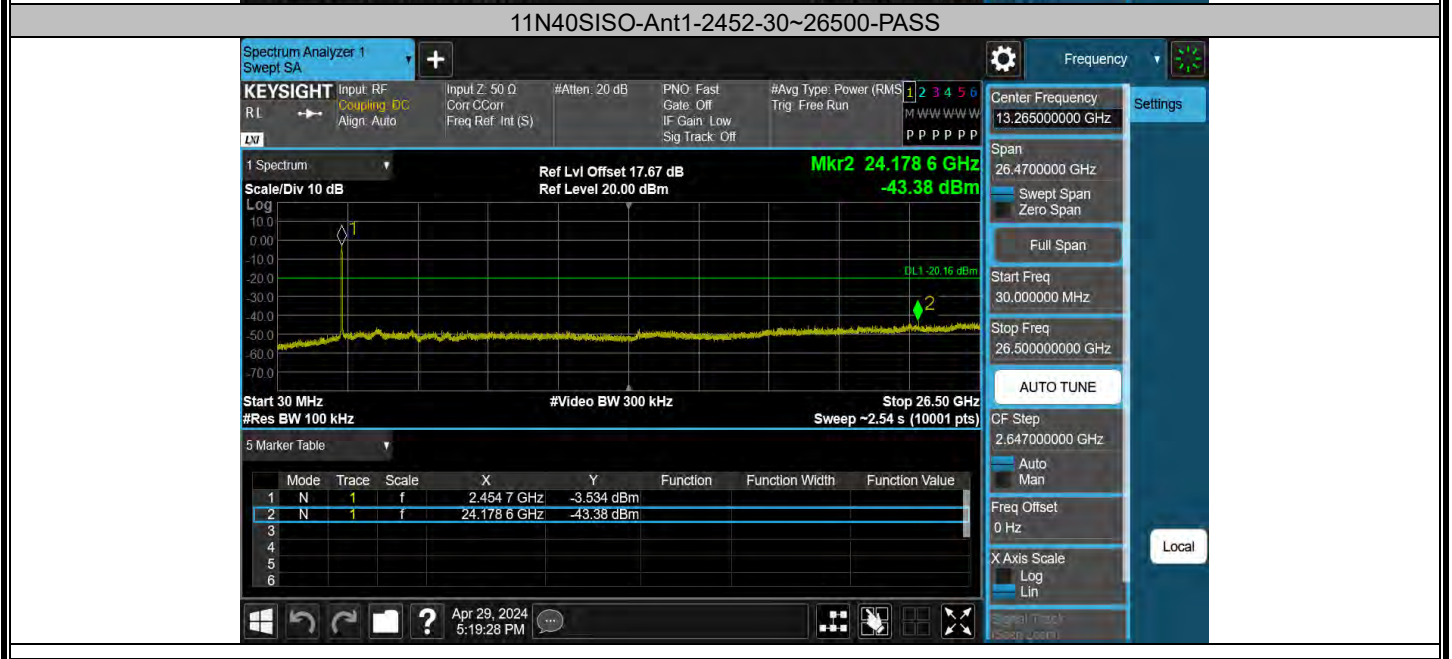 11N40SISO-Ant1-2452-30~26500-PASS
Spectrum Analyzer 1
Swept SA
Frequency
KEYSIGHT
RL
LXI
Input: RF
Coupling: DC
Align: Auto
Input Z: 50 Ω
Corr CCorr
Freq Ref: Int (S)
#Atten: 20 dB
PNO: Fast
Gate: Off
IF Gain: Low
Sig Track: Off
#Avg Type: Power (RMS
Trig: Free Run
1 2 3 4 5 6
M W W W W W
P P P P P P
Center Frequency
13.265000000 GHz
Settings
Span
26.4700000 GHz
Swept Span
Zero Span
Full Span
Start Freq
30.000000 MHz
Stop Freq
26.500000000 GHz
AUTO TUNE
CF Step
2.647000000 GHz
Auto
Man
Freq Offset
0 Hz
X Axis Scale
Log
Lin
Signal Track
(Span Zoom)
Local
1 Spectrum
Scale/Div 10 dB
Ref Lvl Offset 17.67 dB
Ref Level 20.00 dBm
Mkr2 24.178 6 GHz
-43.38 dBm
Log
10.0
0.00
-10.0
-20.0
-30.0
-40.0
-50.0
-60.0
-70.0
1
DL1 -20.16 dBm
2
Start 30 MHz
#Video BW 300 kHz
Stop 26.50 GHz
#Res BW 100 kHz
Sweep ~2.54 s (10001 pts)
5 Marker Table
Mode Trace Scale X Y Function Function Width Function Value
1 N 1 f 2.454 7 GHz -3.534 dBm
2 N 1 f 24.178 6 GHz -43.38 dBm
3
4
5
6
?
Apr 29, 2024
5:19:28 PM